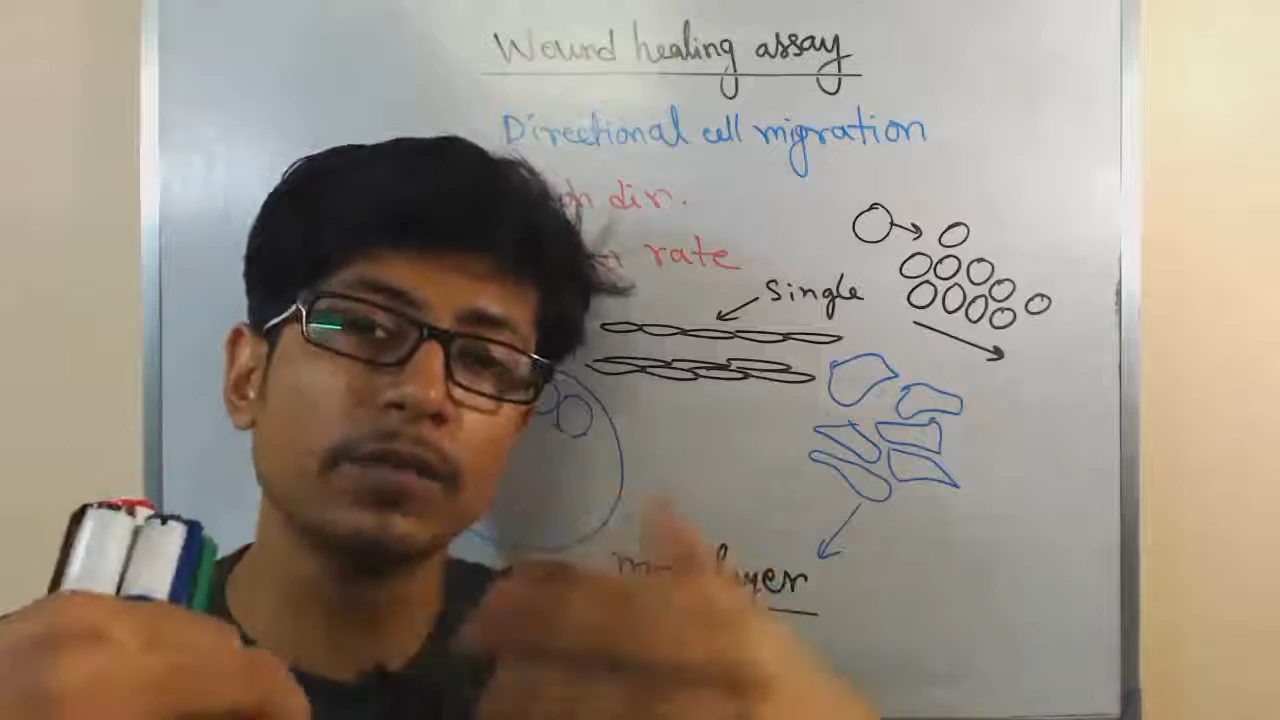 Wound healing assay
Directional cell migration
dir.
rate
Single